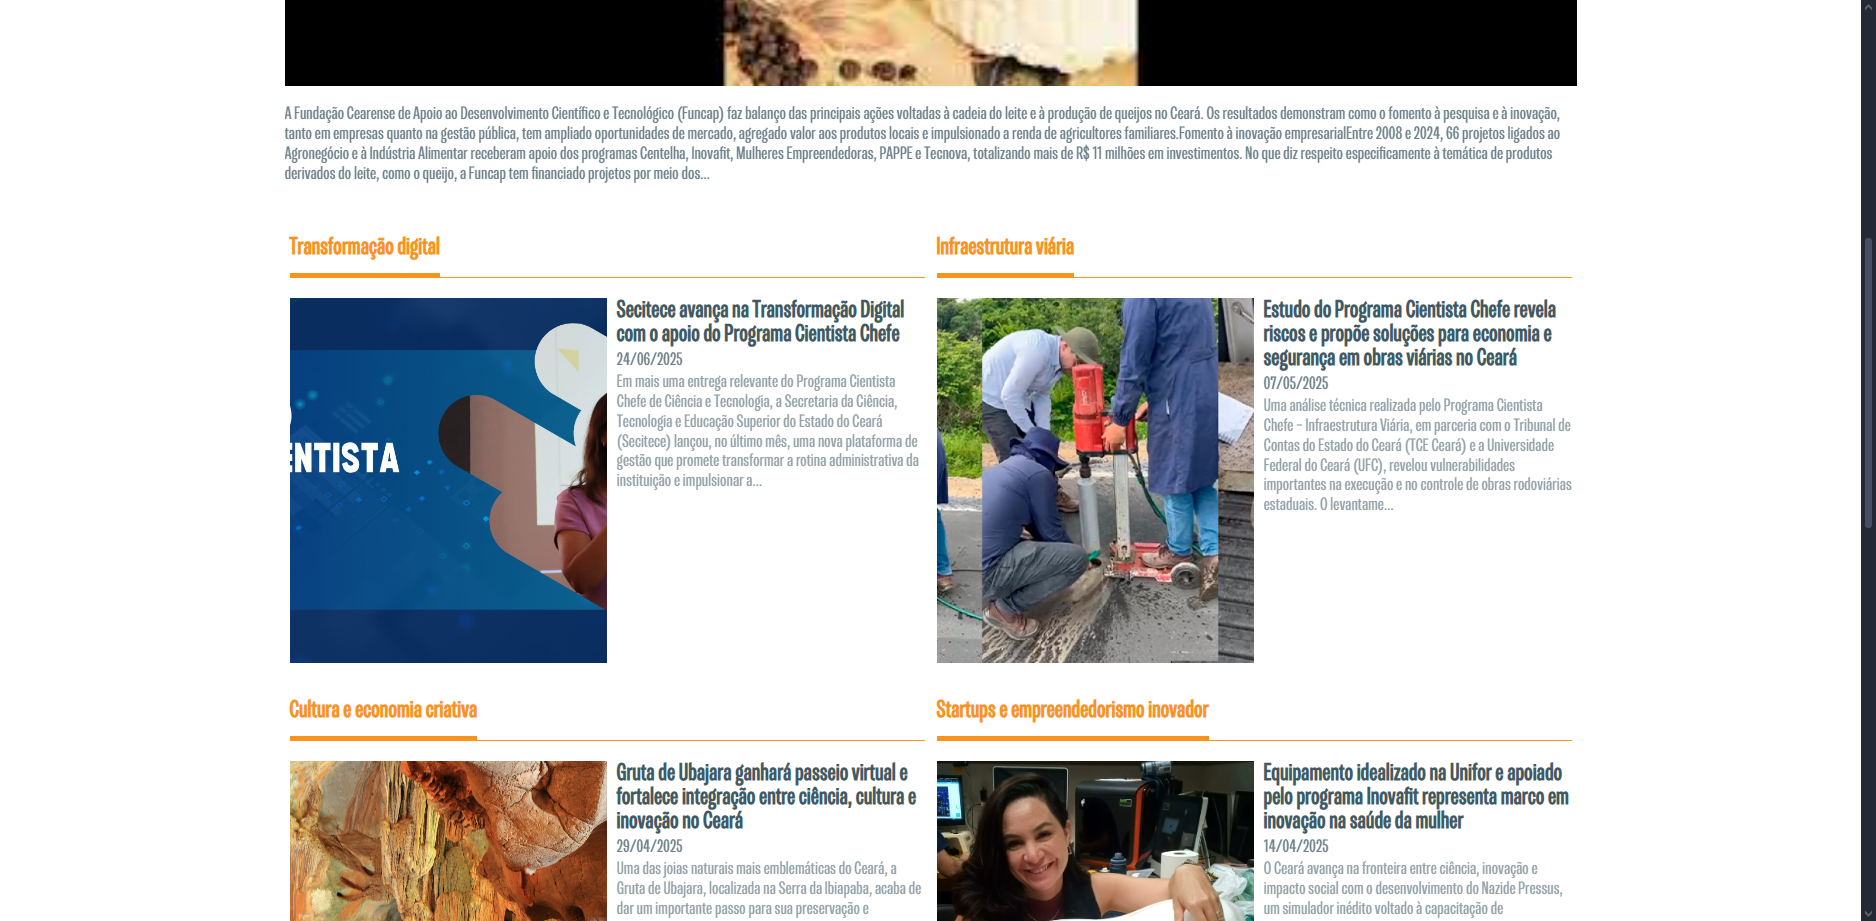 A Fundação Cearense de Apoio ao Desenvolvimento Científico e Tecnológico (Funcap) faz balanço das principais ações voltadas à cadeia do leite e à produção de queijos no Ceará. Os resultados demonstram como o fomento à pesquisa e à inovação,
tanto em empresas quanto na gestão pública, tem ampliado oportunidades de mercado, agregado valor aos produtos locais e impulsionado a renda de agricultores familiares.Fomento à inovação empresarialEntre 2008 e 2024, 66 projetos ligados ao
Agronegócio e à Indústria Alimentar receberam apoio dos programas Centelha, Inovafit, Mulheres Empreendedoras, PAPPE e Tecnova, totalizando mais de R$ 11 milhões em investimentos. No que diz respeito especificamente à temática de produtos
derivados do leite, como o queijo, a Funcap tem financiado projetos por meio dos...
Transformação digital
ENTISTA
Secitece avança na Transformação Digital
com o apoio do Programa Cientista Chefe
24/06/2025
Em mais uma entrega relevante do Programa Cientista
Chefe de Ciência e Tecnologia, a Secretaria da Ciência,
Tecnologia e Educação Superior do Estado do Ceará
(Secitece) lançou, no último mês, uma nova plataforma de
gestão que promete transformar a rotina administrativa da
instituição e impulsionar a...
Infraestrutura viária
Estudo do Programa Cientista Chefe revela
riscos e propõe soluções para economia e
segurança em obras viárias no Ceará
07/05/2025
Uma análise técnica realizada pelo Programa Cientista
Chefe – Infraestrutura Viária, em parceria com o Tribunal de
Contas do Estado do Ceará (TCE Ceará) e a Universidade
Federal do Ceará (UFC), revelou vulnerabilidades
importantes na execução e no controle de obras rodoviárias
estaduais. O levantame...
Cultura e economia criativa
Gruta de Ubajara ganhará passeio virtual e
fortalece integração entre ciência, cultura e
inovação no Ceará
29/04/2025
Uma das joias naturais mais emblemáticas do Ceará, a
Gruta de Ubajara, localizada na Serra da Ibiapaba, acaba de
dar um importante passo para sua preservação e
Startups e empreendedorismo inovador
Equipamento idealizado na Unifor e apoiado
pelo programa Inovafit representa marco em
inovação na saúde da mulher
14/04/2025
O Ceará avança na fronteira entre ciência, inovação e
impacto social com o desenvolvimento do Nazide Pressus,
um simulador inédito voltado à capacitação de